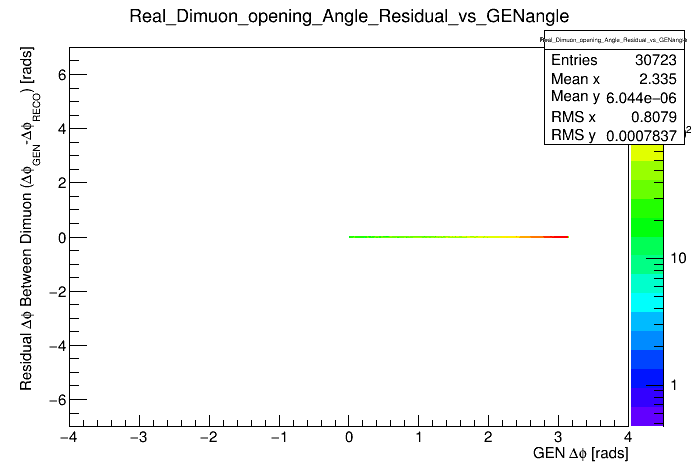 Real_Dimuon_opening_Angle_Residual_vs_GENangle
Real_Dimuon_opening_Angle_Residual_vs_GENangle
Entries 30723
Mean x 2.335
Mean y 6.044e−06
RMS x 0.8079
RMS y 0.0007837
Residual Δϕ Between Dimuon (Δϕ_GEN -Δϕ_RECO) [rads]
6
4
2
0
−2
−4
−6
−4 −3 −2 −1 0 1 2 3 4
GEN Δϕ [rads]
2
10
1